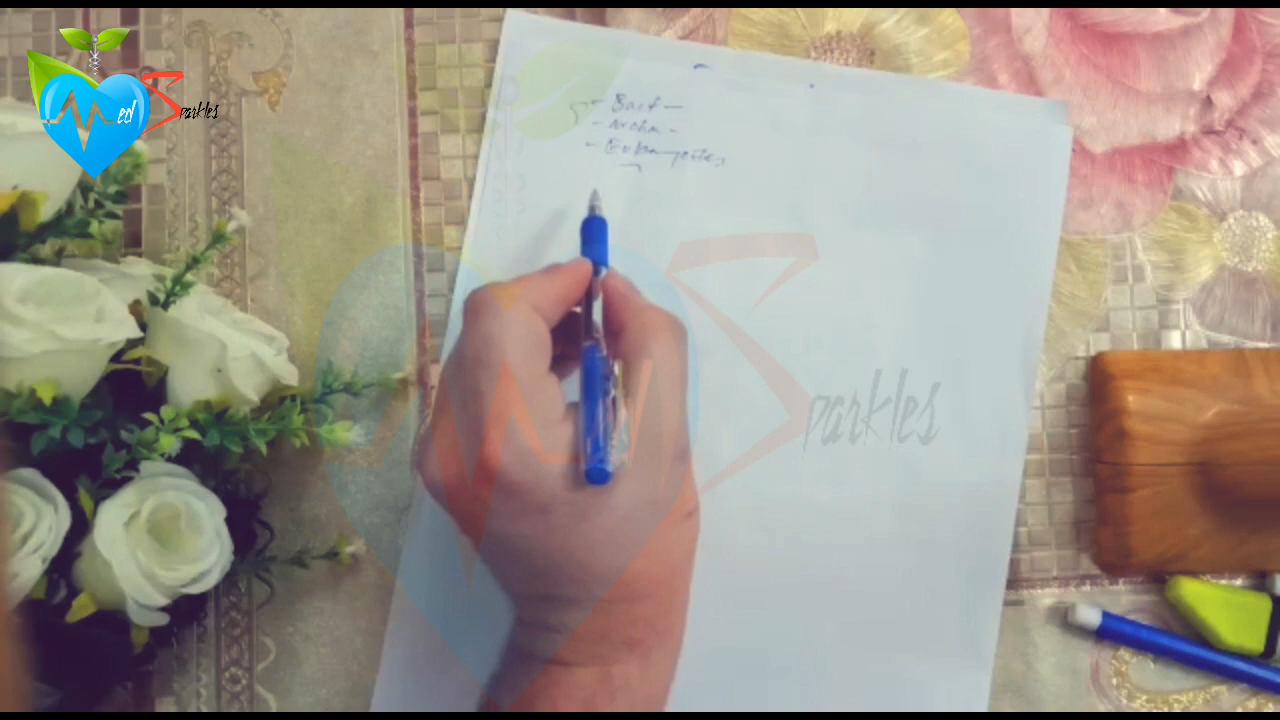 Med Sparkles
- Bact -
- Archa -
- Eukaryotes
Sparkles